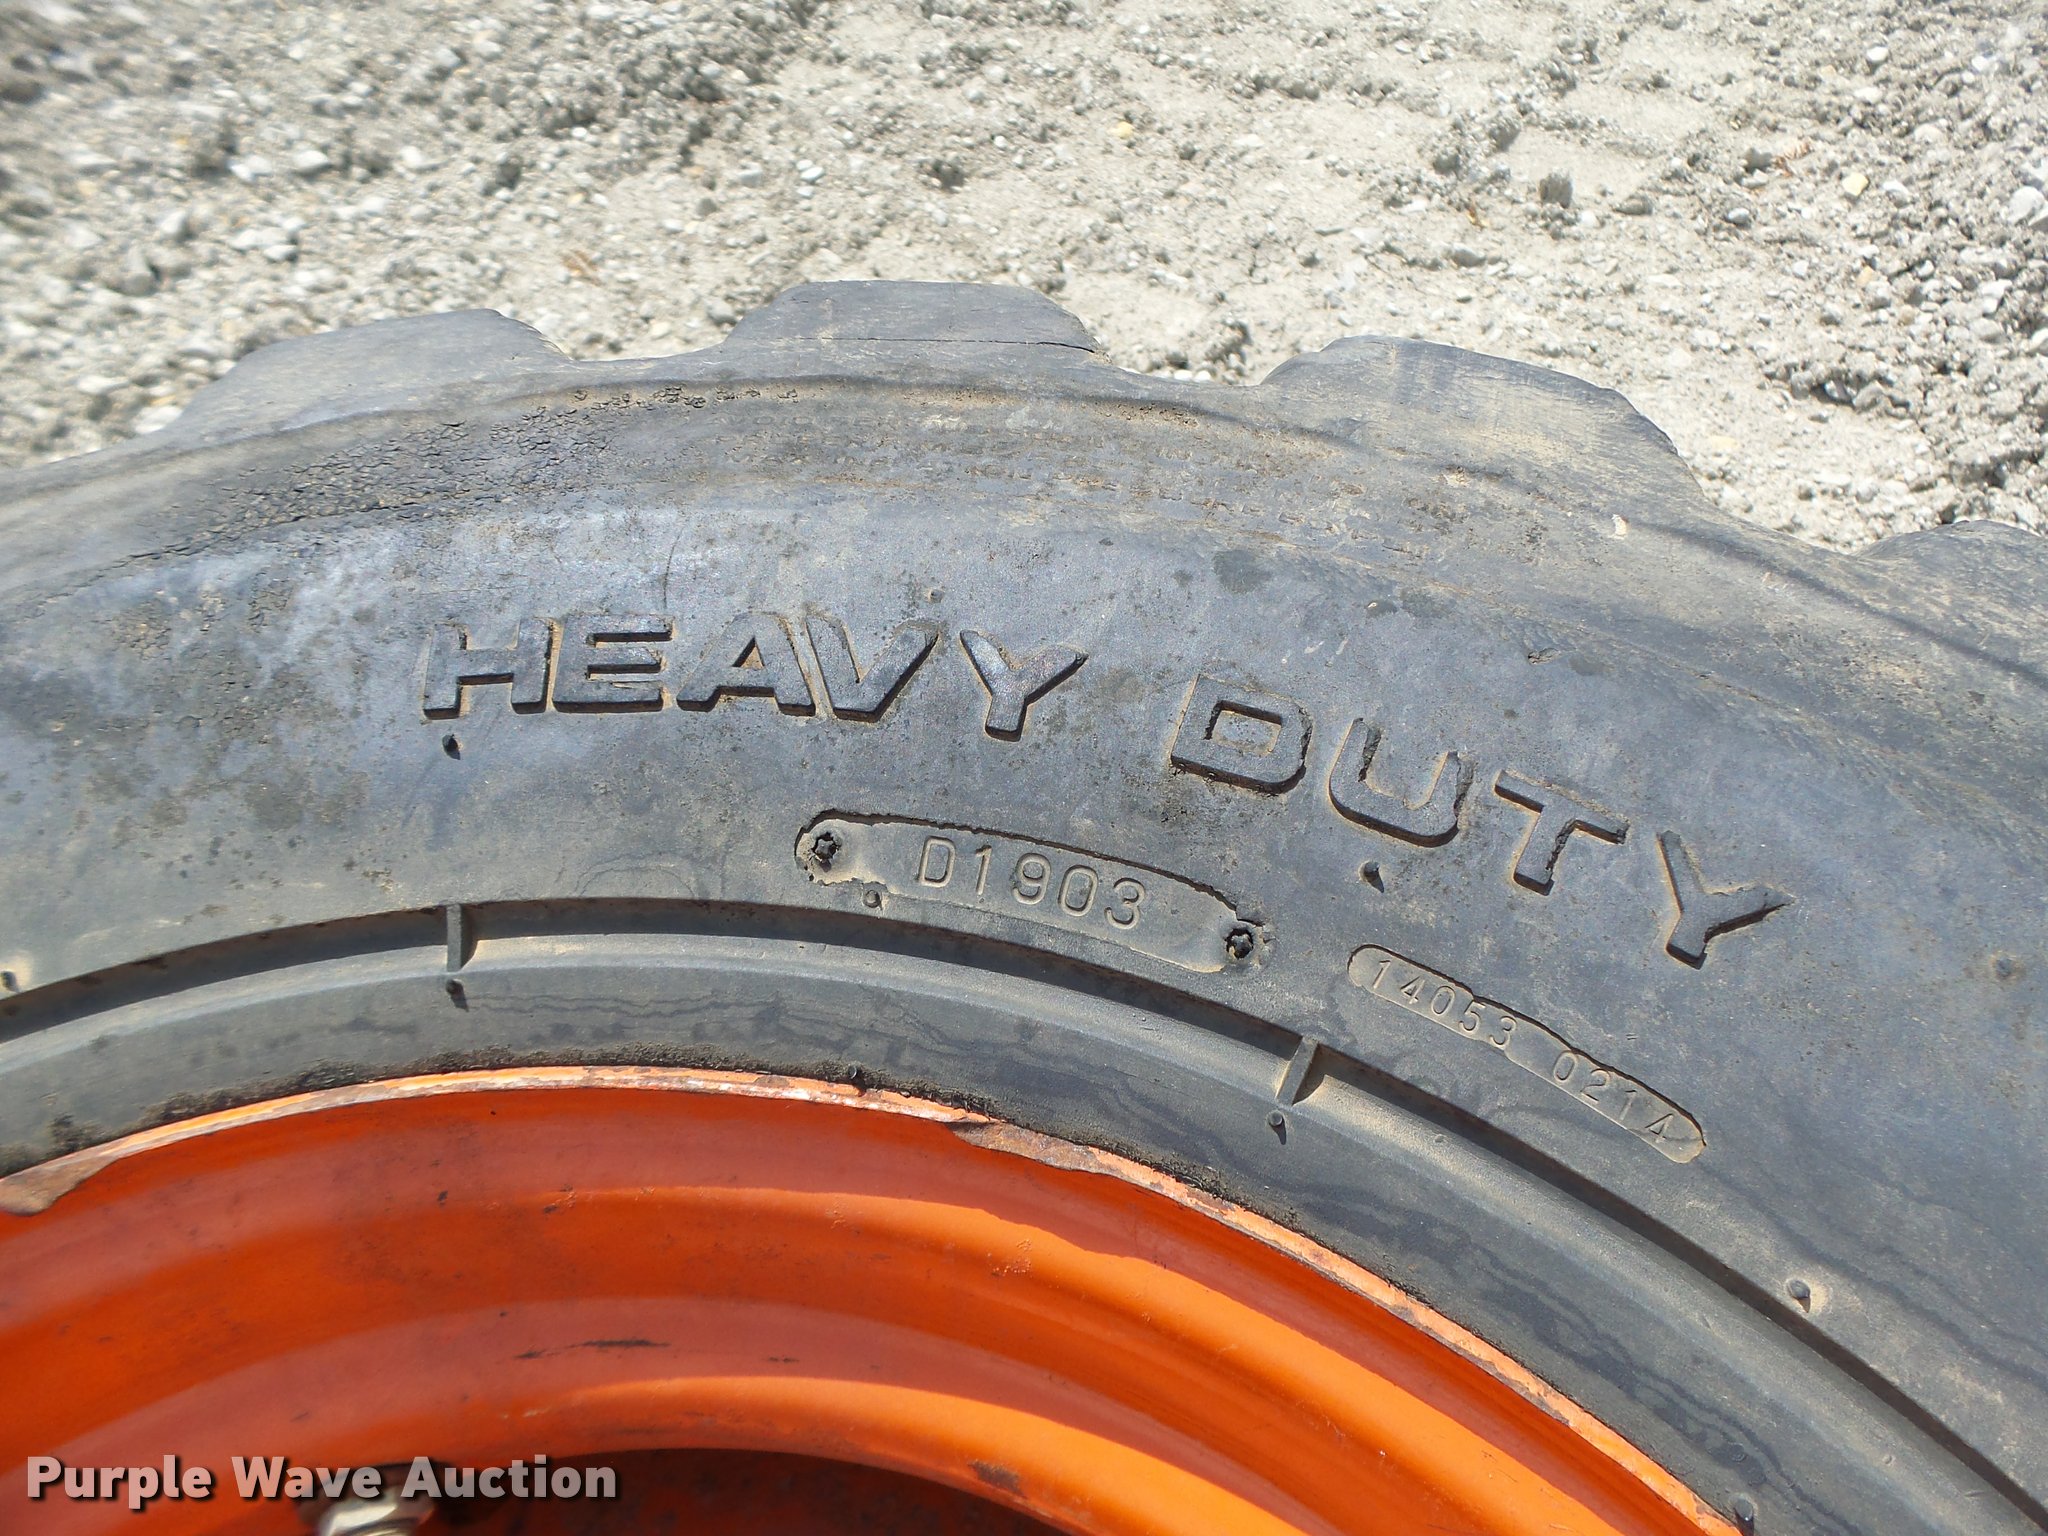 HEAVY DUTY
D1903
14053 0214
Purple Wave Auction